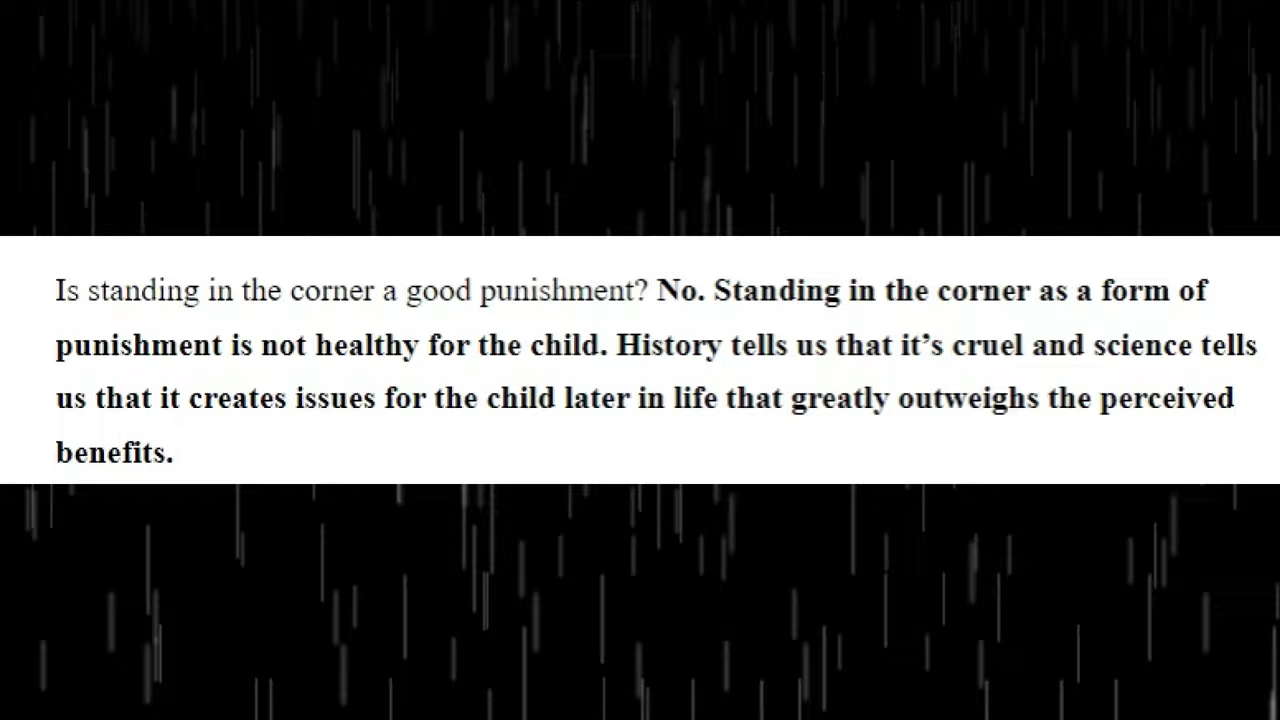 Is standing in the corner a good punishment? No. Standing in the corner as a form of
punishment is not healthy for the child. History tells us that it’s cruel and science tells
us that it creates issues for the child later in life that greatly outweighs the perceived
benefits.